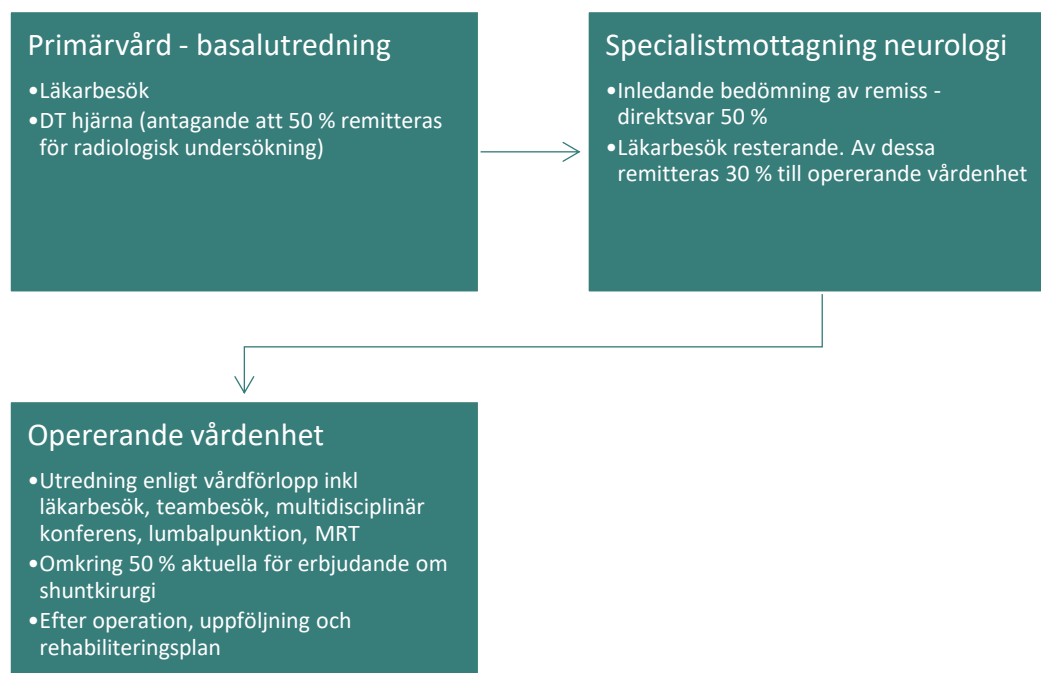 Primärvård - basalutredning
•Läkarbesök
•DT hjärna (antagande att 50 % remitteras
för radiologisk undersökning)
Specialistmottagning neurologi
•Inledande bedömning av remiss -
direktsvar 50 %
•Läkarbesök resterande. Av dessa
remitteras 30 % till opererande vårdenhet
Opererande vårdenhet
•Utredning enligt vårdförlopp inkl
läkarbesök, teambesök, multidisciplinär
konferens, lumbalpunktion, MRT
•Omkring 50 % aktuella för erbjudande om
shuntkirurgi
•Efter operation, uppföljning och
rehabiliteringsplan